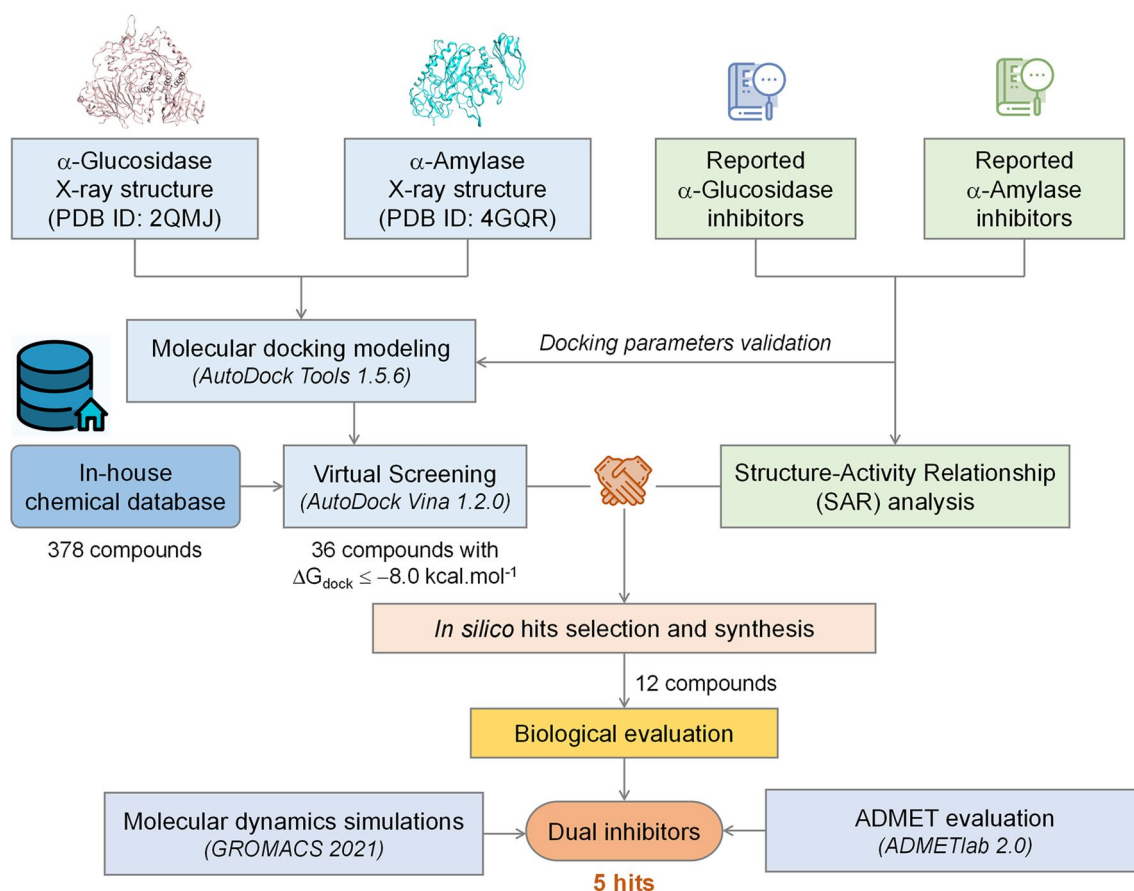 α-Glucosidase
X-ray structure
(PDB ID: 2QMJ)
α-Amylase
X-ray structure
(PDB ID: 4GQR)
Reported
α-Glucosidase
inhibitors
Reported
α-Amylase
inhibitors
Molecular docking modeling
(AutoDock Tools 1.5.6)
Docking parameters validation
In-house
chemical database
378 compounds
Virtual Screening
(AutoDock Vina 1.2.0)
36 compounds with
ΔGdock ≤ −8.0 kcal.mol-1
Structure-Activity Relationship
(SAR) analysis
In silico hits selection and synthesis
12 compounds
Biological evaluation
Molecular dynamics simulations
(GROMACS 2021)
Dual inhibitors
5 hits
ADMET evaluation
(ADMETlab 2.0)